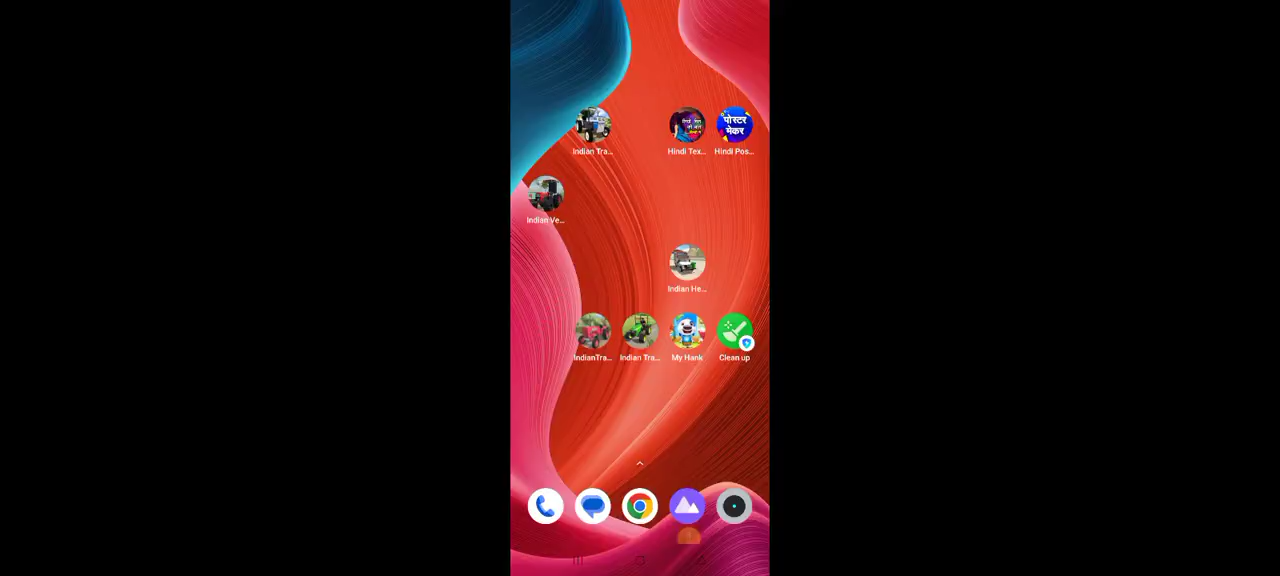 Indian Tra...
Hindi Tex...
Hindi Pos...
पोस्टर
मेकर
Indian Ve...
Indian He...
IndianTra...
Indian Tra...
My Hank
Clean up